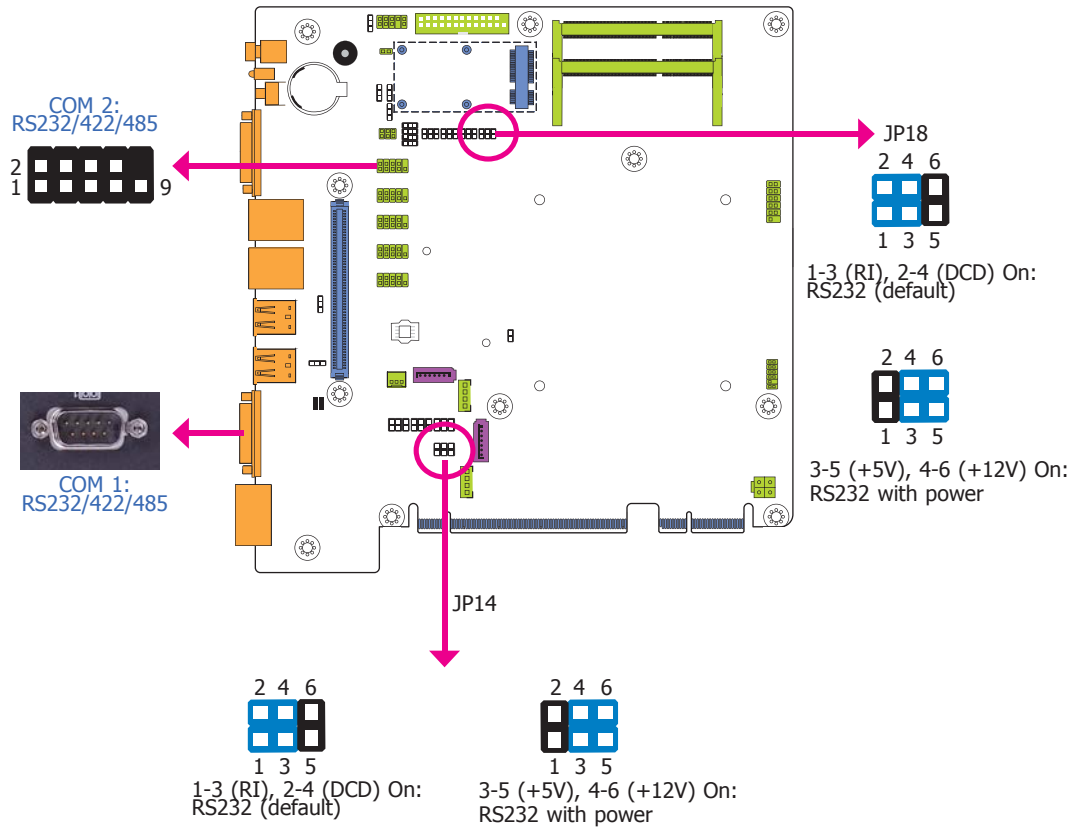 COM 2:
RS232/422/485
2
1
9
JP18
2 4 6
1 3 5
1-3 (RI), 2-4 (DCD) On:
RS232 (default)
2 4 6
1 3 5
3-5 (+5V), 4-6 (+12V) On:
RS232 with power
COM 1:
RS232/422/485
JP14
2 4 6
1 3 5
1-3 (RI), 2-4 (DCD) On:
RS232 (default)
2 4 6
1 3 5
3-5 (+5V), 4-6 (+12V) On:
RS232 with power